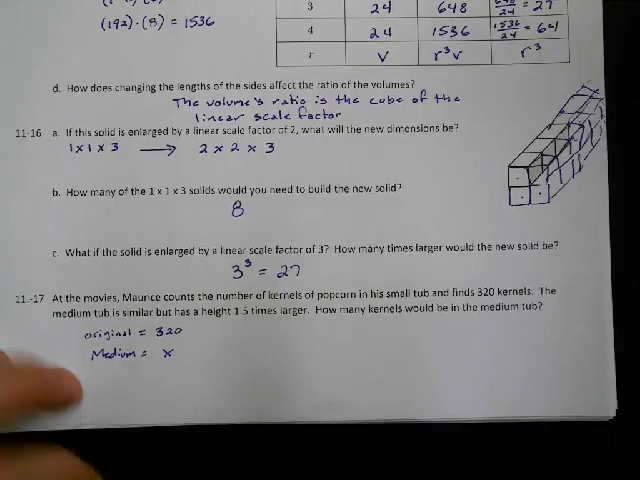 (192)·(8) = 1536
3 24 648 648/24 = 27
4 24 1536 1536/24 = 64
r V r³v r³
d. How does changing the lengths of the sides affect the ratio of the volumes?
The volume's ratio is the cube of the
linear scale factor
11-16 a. If this solid is enlarged by a linear scale factor of 2, what will the new dimensions be?
1x1x3 → 2 x 2 x 3
b. How many of the 1 x 1 x 3 solids would you need to build the new solid?
8
c. What if the solid is enlarged by a linear scale factor of 3? How many times larger would the new solid be?
3³ = 27
11.-17 At the movies, Maurice counts the number of kernels of popcorn in his small tub and finds 320 kernels. The
medium tub is similar but has a height 1.5 times larger. How many kernels would be in the medium tub?
original = 320
Medium = x